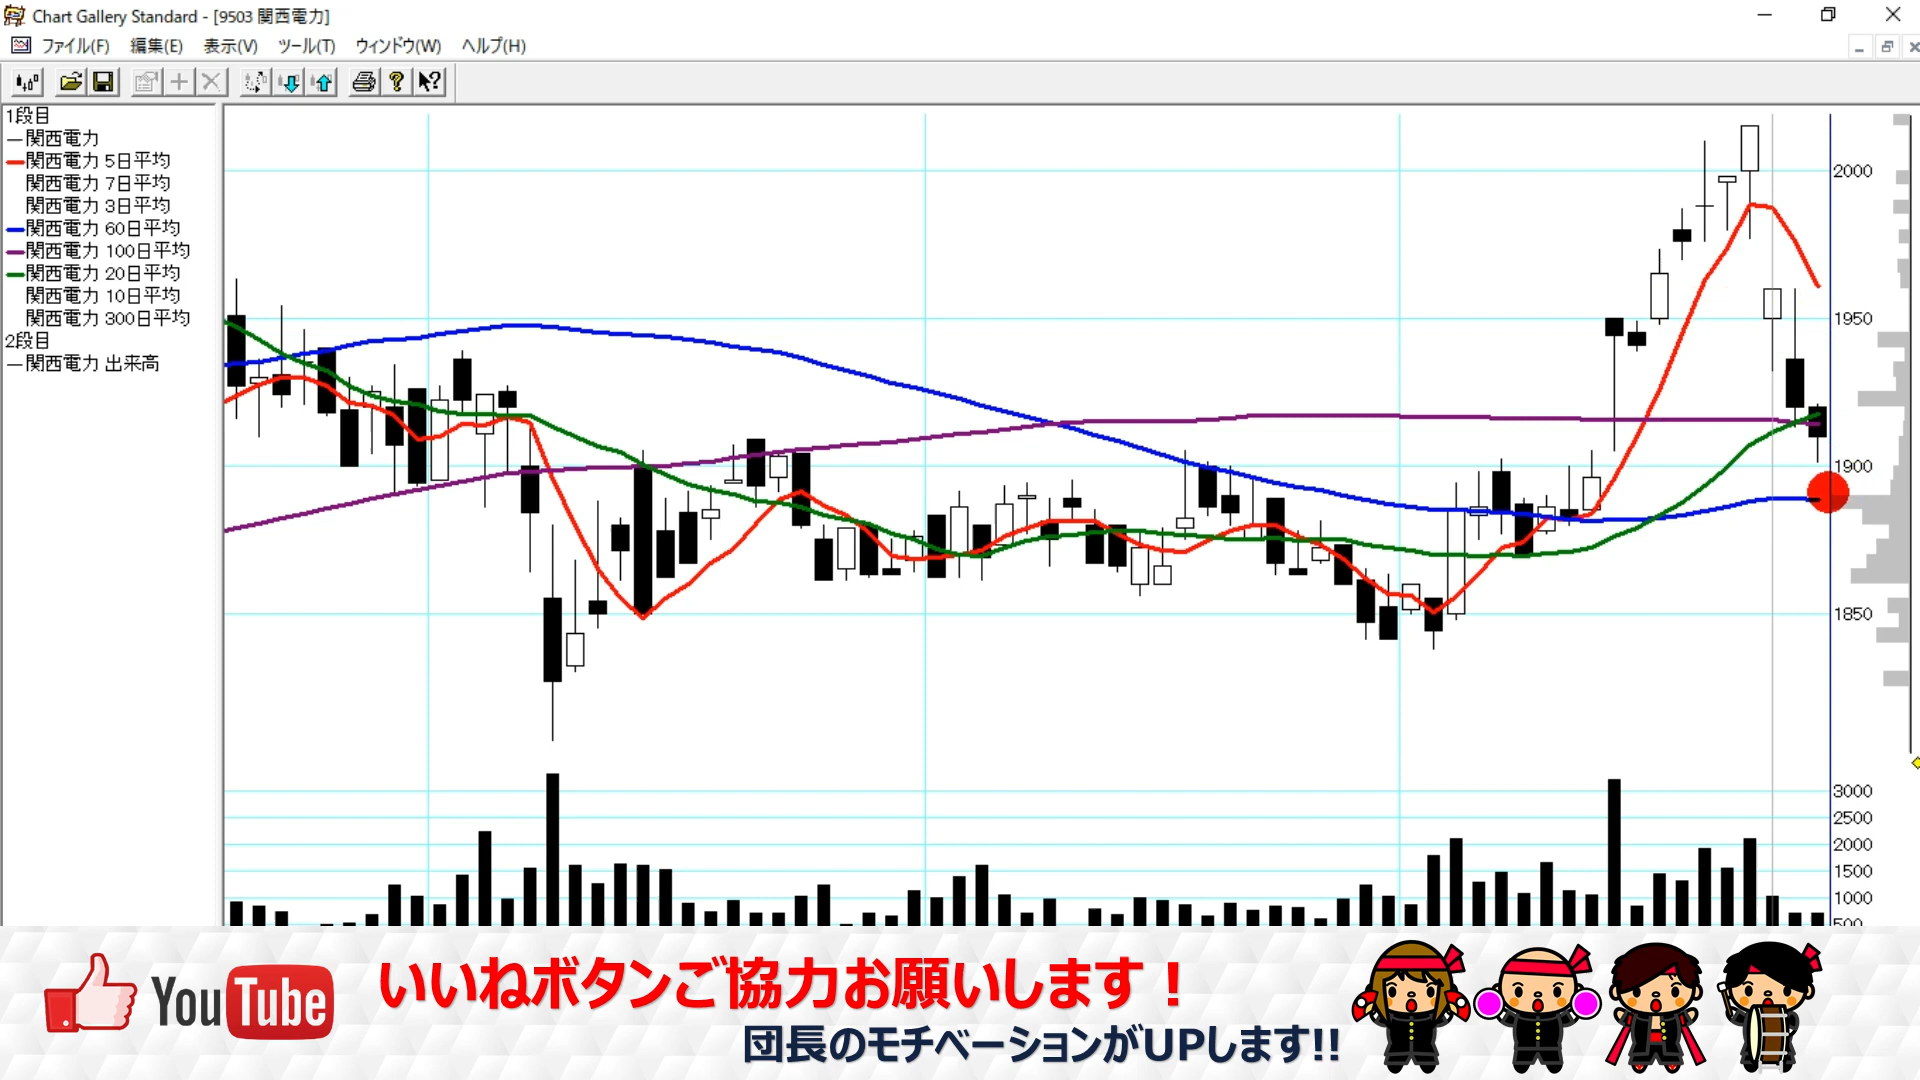 Chart Gallery Standard - [9503 関西電力]
ファイル(F) 編集(E) 表示(V) ツール(T) ウィンドウ(W) ヘルプ(H)
1段目
関西電力
関西電力 5日平均
関西電力 7日平均
関西電力 3日平均
関西電力 60日平均
関西電力 100日平均
関西電力 20日平均
関西電力 10日平均
関西電力 300日平均
2段目
関西電力 出来高
2000
1950
1900
1850
3000
2500
2000
1500
1000
500
YouTube
いいねボタンご協力お願いします！
団長のモチベーションがUPします!!